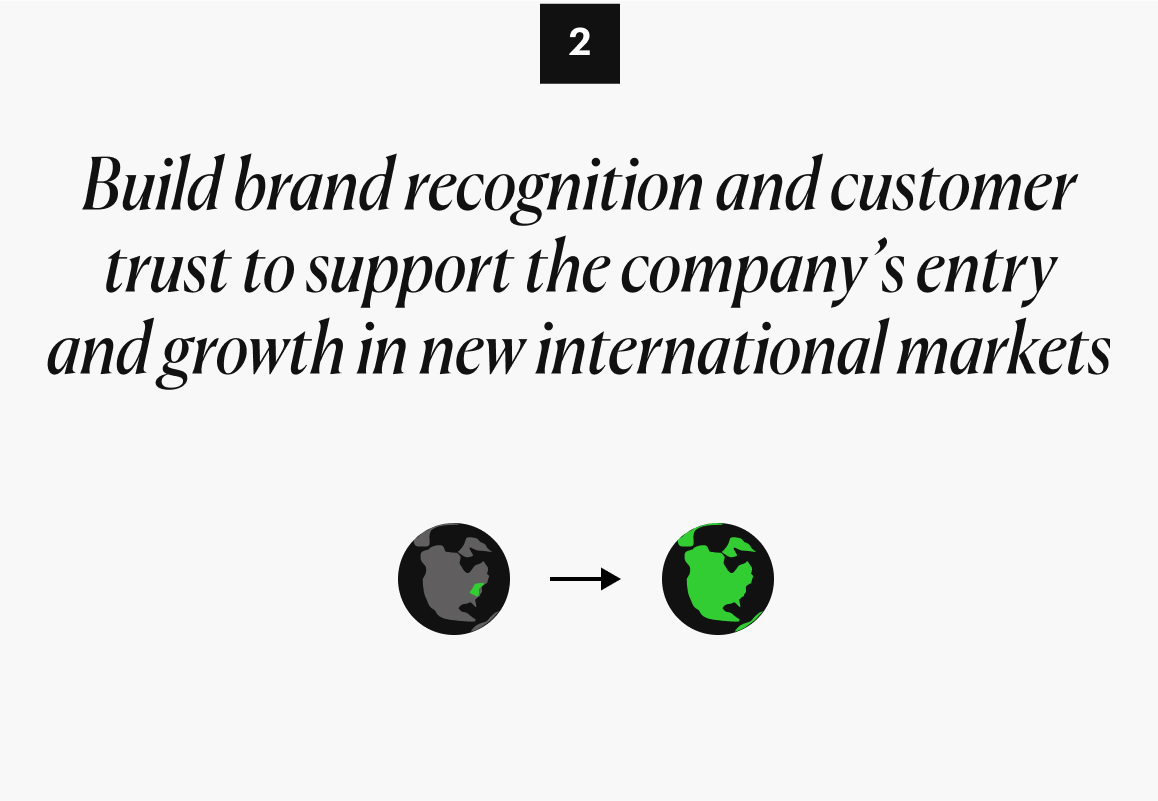 2
Build brand recognition and customer
trust to support the company’s entry
and growth in new international markets